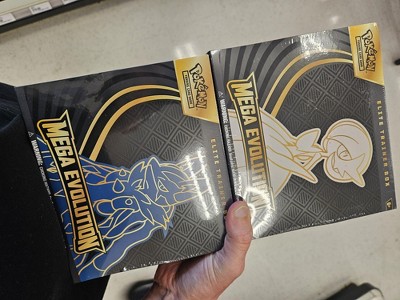 Pokémon
MEGA EVOLUTION
ELITE TRAINER BOX
WARNING:
Pokémon
MEGA EVOLUTION
ELITE TRAINER BOX
WARNING: